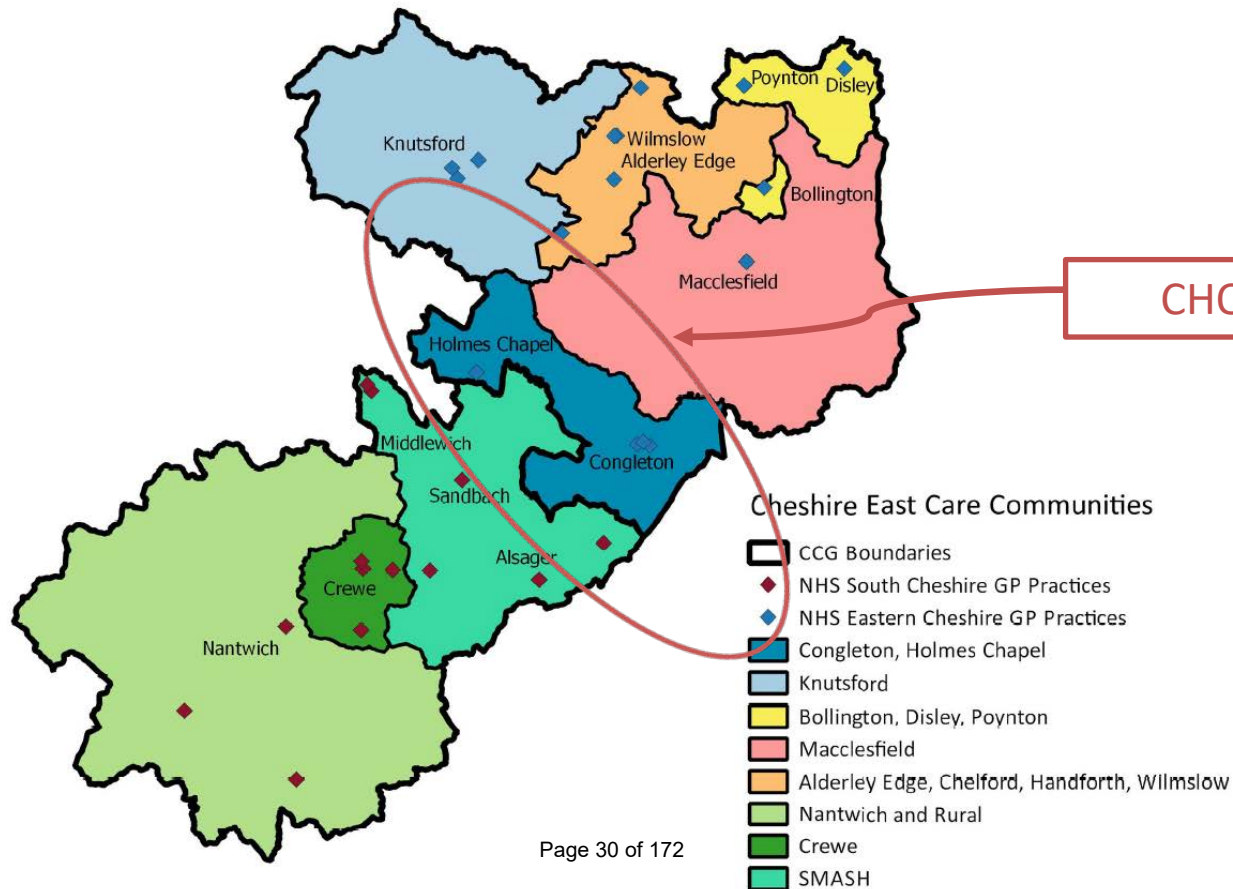 Poynton
Disley
Knutsford
Wilmslow
Alderley Edge
Bollington
Macclesfield
CHC
Holmes Chapel
Middlewich
Congleton
Sandbach
Alsager
Crewe
Nantwich
Cheshire East Care Communities
CCG Boundaries
NHS South Cheshire GP Practices
NHS Eastern Cheshire GP Practices
Congleton, Holmes Chapel
Knutsford
Bollington, Disley, Poynton
Macclesfield
Alderley Edge, Chelford, Handforth, Wilmslow
Nantwich and Rural
Crewe
SMASH
Page 30 of 172